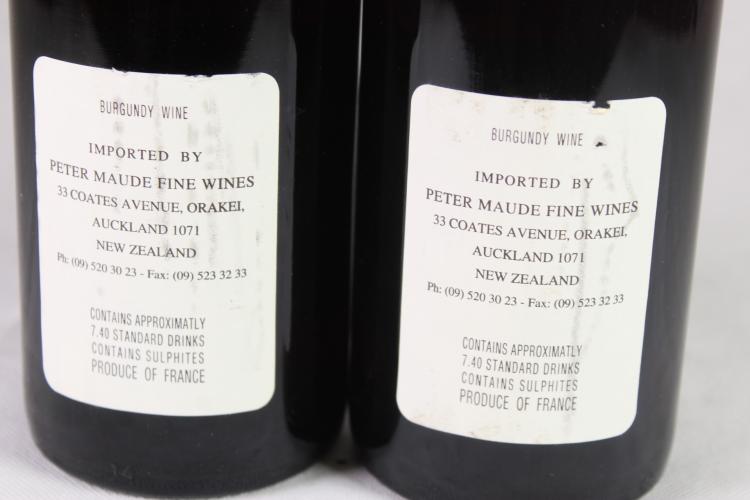 BURGUNDY WINE
IMPORTED BY
PETER MAUDE FINE WINES
33 COATES AVENUE, ORAKEI,
AUCKLAND 1071
NEW ZEALAND
Ph: (09) 520 30 23 - Fax: (09) 523 32 33
CONTAINS APPROXIMATLY
7.40 STANDARD DRINKS
CONTAINS SULPHITES
PRODUCE OF FRANCE
BURGUNDY WINE
IMPORTED BY
PETER MAUDE FINE WINES
33 COATES AVENUE, ORAKEI,
AUCKLAND 1071
NEW ZEALAND
Ph: (09) 520 30 23 - Fax: (09) 523 32 33
CONTAINS APPROXIMATLY
7.40 STANDARD DRINKS
CONTAINS SULPHITES
PRODUCE OF FRANCE